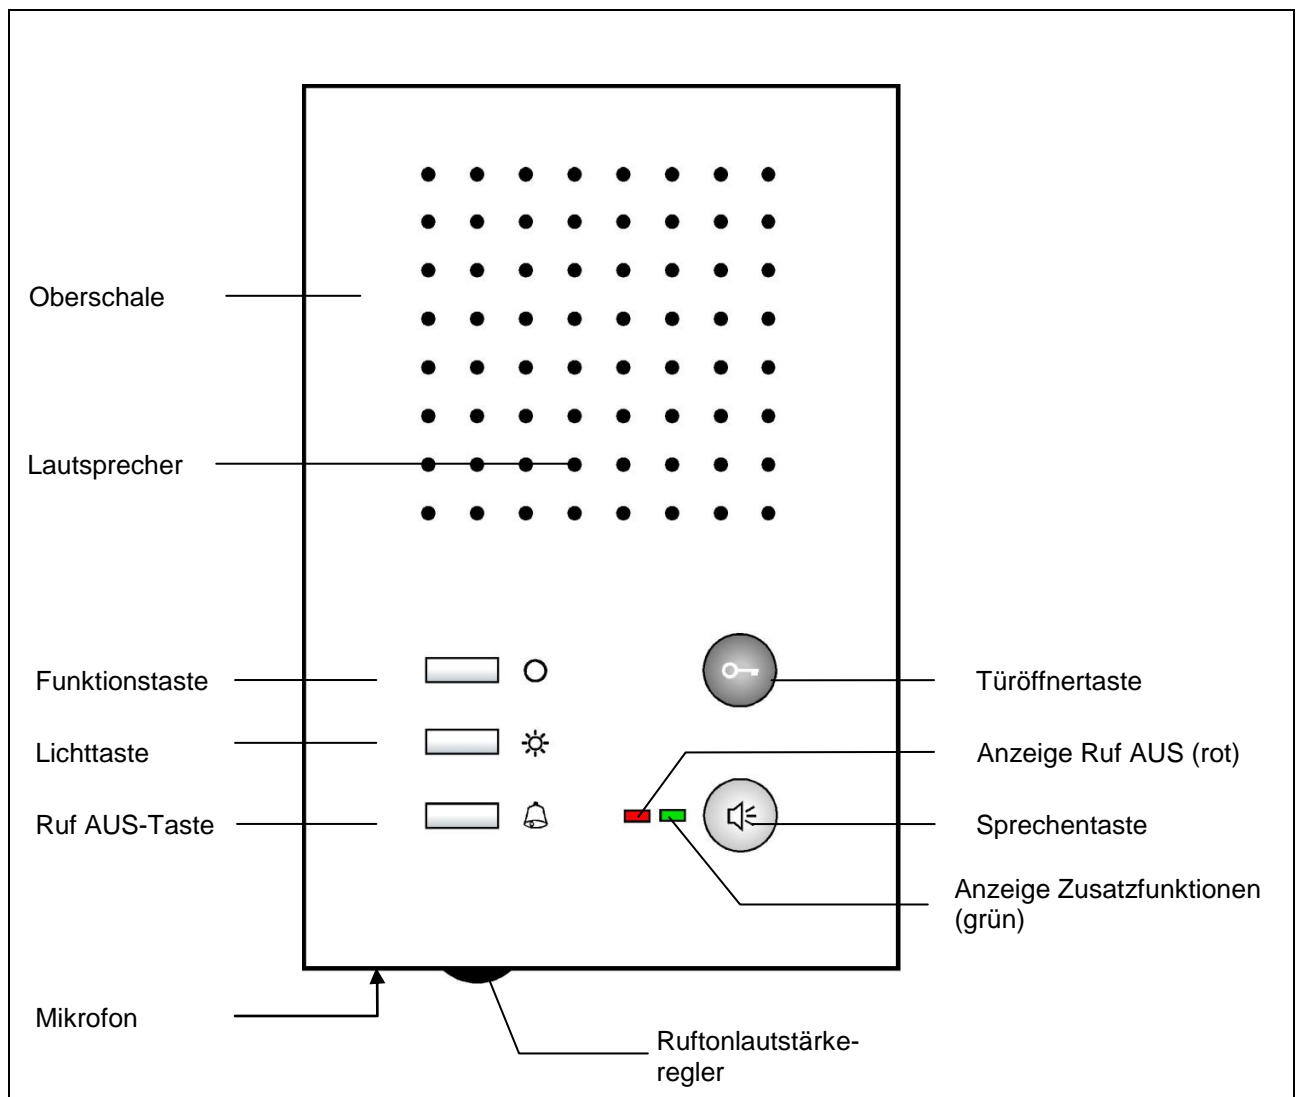 Oberschale
Lautsprecher
Funktionstaste
Lichttaste
Ruf AUS-Taste
Mikrofon
Türöffnertaste
Anzeige Ruf AUS (rot)
Sprechentaste
Anzeige Zusatzfunktionen
(grün)
Ruftonlautstärke-
regler